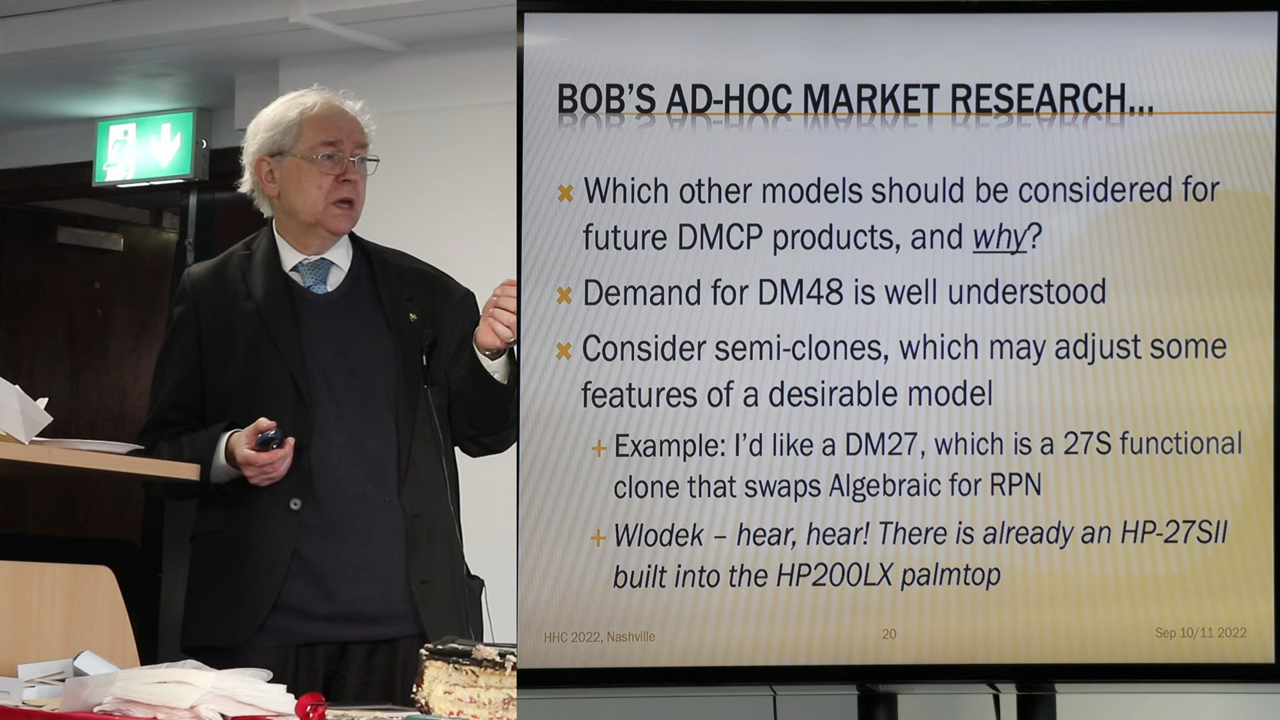 BOB'S AD-HOC MARKET RESEARCH…
Which other models should be considered for
future DMCP products, and why?
Demand for DM48 is well understood
Consider semi-clones, which may adjust some
features of a desirable model
Example: I'd like a DM27, which is a 27S functional
clone that swaps Algebraic for RPN
Wlodek – hear, hear! There is already an HP-27SII
built into the HP200LX palmtop
HHC 2022, Nashville
20
Sep 10/11 2022